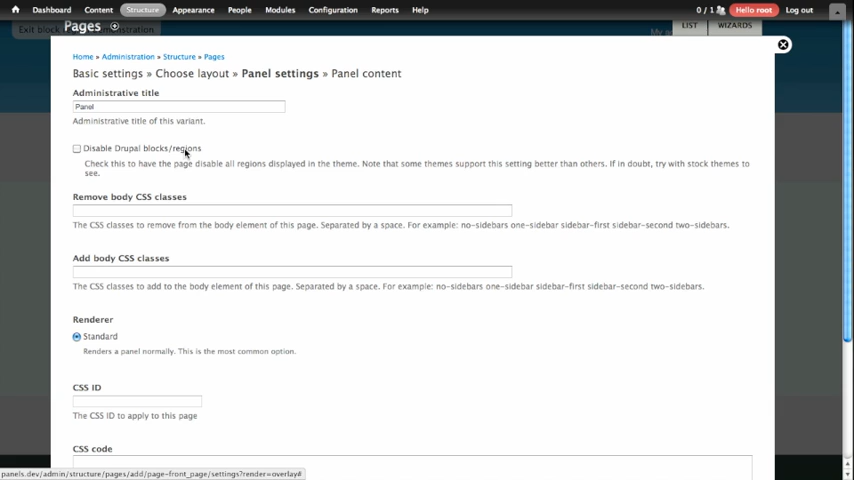 Dashboard Content Structure Appearance People Modules Configuration Reports Help 0 / 1 Hello root Log out
Exit block administration
Pages
LIST WIZARDS
Home » Administration » Structure » Pages
Basic settings » Choose layout » Panel settings » Panel content
Administrative title
Panel
Administrative title of this variant.
Disable Drupal blocks/regions
Check this to have the page disable all regions displayed in the theme. Note that some themes support this setting better than others. If in doubt, try with stock themes to
see.
Remove body CSS classes
The CSS classes to remove from the body element of this page. Separated by a space. For example: no-sidebars one-sidebar sidebar-first sidebar-second two-sidebars.
Add body CSS classes
The CSS classes to add to the body element of this page. Separated by a space. For example: no-sidebars one-sidebar sidebar-first sidebar-second two-sidebars.
Renderer
Standard
Renders a panel normally. This is the most common option.
CSS ID
The CSS ID to apply to this page
CSS code
panels.dev/admin/structure/pages/add/page-front_page/settings?render=overlay#